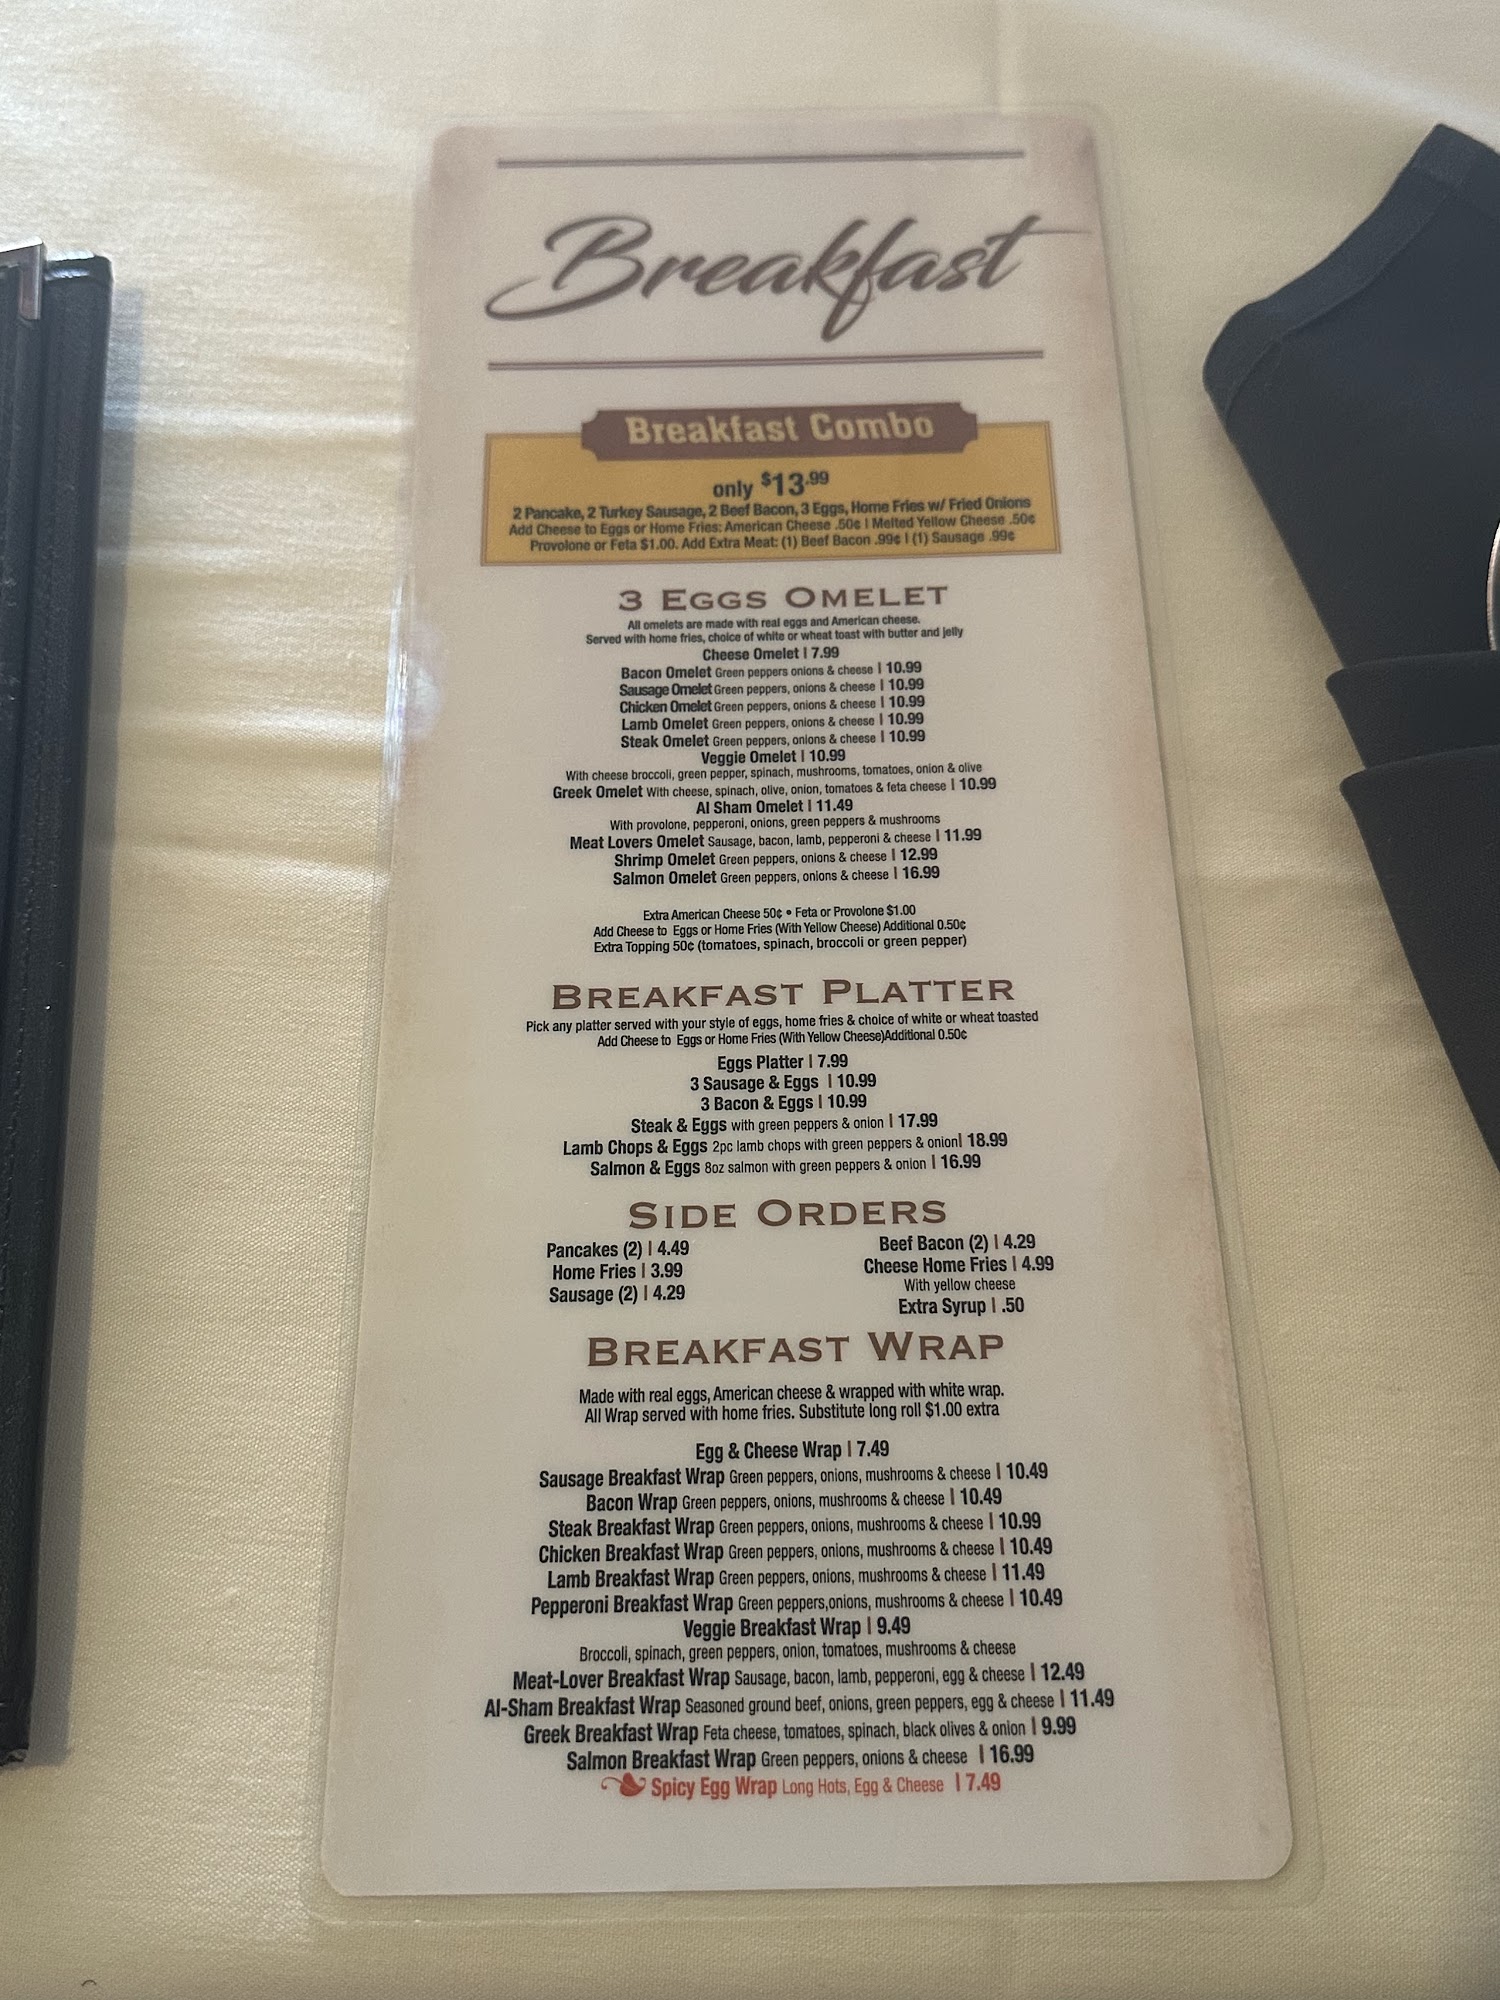 Breakfast
Breakfast Combo
only $13.99
2 Pancake, 2 Turkey Sausage, 2 Beef Bacon, 3 Eggs, Home Fries w/ Fried Onions
Add Cheese to Eggs or Home Fries: American Cheese .50¢ | Melted Yellow Cheese .50¢
Provolone or Feta $1.00. Add Extra Meat: (1) Beef Bacon .99¢ | (1) Sausage .99¢
3 Eggs Omelet
All omelets are made with real eggs and American cheese.
Served with home fries, choice of white or wheat toast with butter and jelly
Cheese Omelet | 7.99
Bacon Omelet Green peppers onions & cheese | 10.99
Sausage Omelet Green peppers, onions & cheese | 10.99
Chicken Omelet Green peppers, onions & cheese | 10.99
Lamb Omelet Green peppers, onions & cheese | 10.99
Steak Omelet Green peppers, onions & cheese | 10.99
Veggie Omelet | 10.99
With cheese broccoli, green pepper, spinach, mushrooms, tomatoes, onion & olive
Greek Omelet With cheese, spinach, olive, onion, tomatoes & feta cheese | 10.99
Al Sham Omelet | 11.49
With provolone, pepperoni, onions, green peppers & mushrooms
Meat Lovers Omelet Sausage, bacon, lamb, pepperoni & cheese | 11.99
Shrimp Omelet Green peppers, onions & cheese | 12.99
Salmon Omelet Green peppers, onions & cheese | 16.99
Extra American Cheese 50¢ • Feta or Provolone $1.00
Add Cheese to Eggs or Home Fries (With Yellow Cheese) Additional 0.50¢
Extra Topping 50¢ (tomatoes, spinach, broccoli or green pepper)
Breakfast Platter
Pick any platter served with your style of eggs, home fries & choice of white or wheat toasted
Add Cheese to Eggs or Home Fries (With Yellow Cheese)Additional 0.50¢
Eggs Platter | 7.99
3 Sausage & Eggs | 10.99
3 Bacon & Eggs | 10.99
Steak & Eggs with green peppers & onion | 17.99
Lamb Chops & Eggs 2pc lamb chops with green peppers & onion| 18.99
Salmon & Eggs 8oz salmon with green peppers & onion | 16.99
Side Orders
Pancakes (2) | 4.49
Home Fries | 3.99
Sausage (2) | 4.29
Beef Bacon (2) | 4.29
Cheese Home Fries | 4.99
With yellow cheese
Extra Syrup | .50
Breakfast Wrap
Made with real eggs, American cheese & wrapped with white wrap.
All Wrap served with home fries. Substitute long roll $1.00 extra
Egg & Cheese Wrap | 7.49
Sausage Breakfast Wrap Green peppers, onions, mushrooms & cheese | 10.49
Bacon Wrap Green peppers, onions, mushrooms & cheese | 10.49
Steak Breakfast Wrap Green peppers, onions, mushrooms & cheese | 10.99
Chicken Breakfast Wrap Green peppers, onions, mushrooms & cheese | 10.49
Lamb Breakfast Wrap Green peppers, onions, mushrooms & cheese | 11.49
Pepperoni Breakfast Wrap Green peppers,onions, mushrooms & cheese | 10.49
Veggie Breakfast Wrap | 9.49
Broccoli, spinach, green peppers, onion, tomatoes, mushrooms & cheese
Meat-Lover Breakfast Wrap Sausage, bacon, lamb, pepperoni, egg & cheese | 12.49
Al-Sham Breakfast Wrap Seasoned ground beef, onions, green peppers, egg & cheese | 11.49
Greek Breakfast Wrap Feta cheese, tomatoes, spinach, black olives & onion | 9.99
Salmon Breakfast Wrap Green peppers, onions & cheese | 16.99
Spicy Egg Wrap Long Hots, Egg & Cheese | 7.49